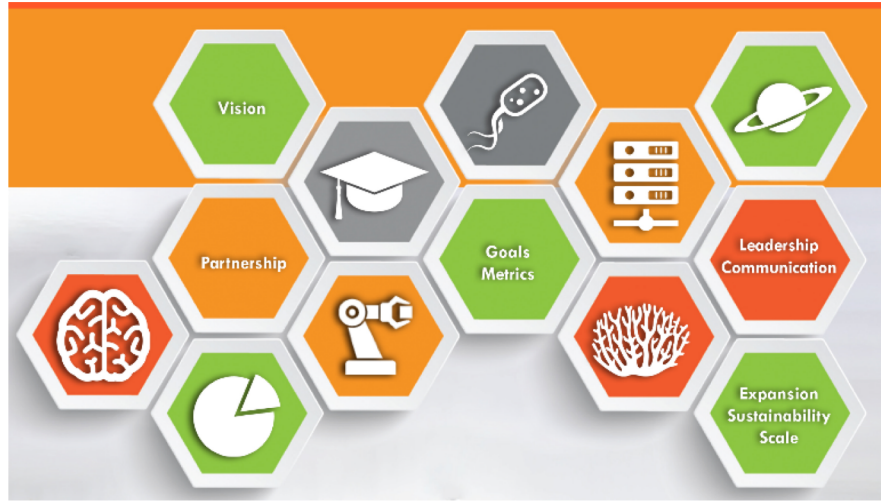 Vision
Partnership
Goals
Metrics
Leadership
Communication
Expansion
Sustainability
Scale